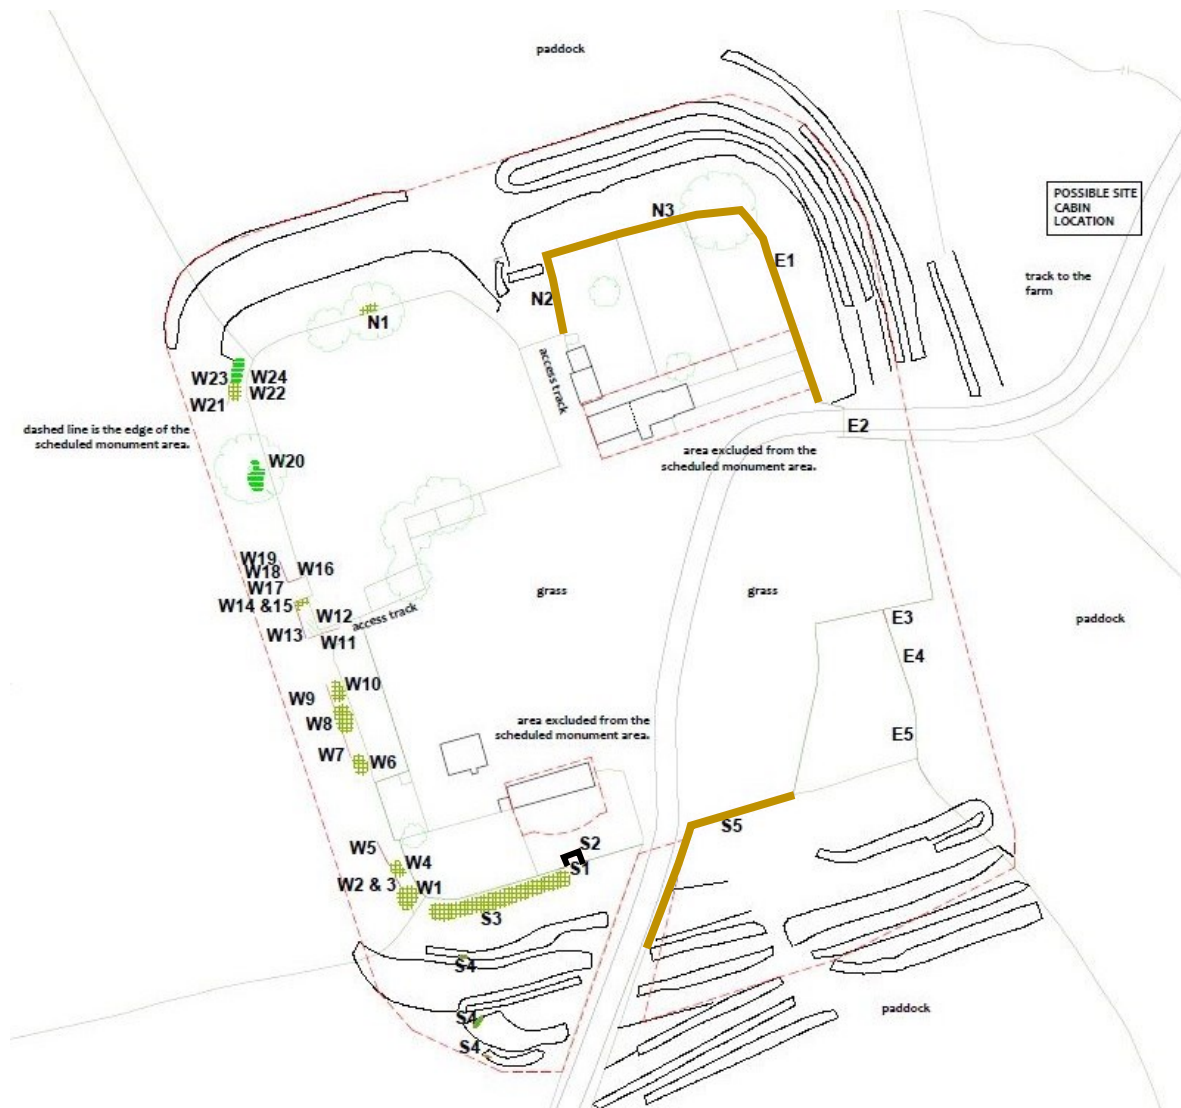 paddock
POSSIBLE SITE
CABIN
LOCATION
N3
E1
track to the
farm
N2
N1
access track
W23
W24
W22
W21
dashed line is the edge of the
scheduled monument area.
E2
area excluded from the
scheduled monument area.
W20
W19
W18
W16
W17
W14 &15
W12
W13
W11
access track
grass
grass
E3
paddock
E4
W10
W9
W8
area excluded from the
scheduled monument area.
E5
W7
W6
S5
W5
W4
S2
S1
W2 & 3
W1
S3
S4
S4
S4
paddock